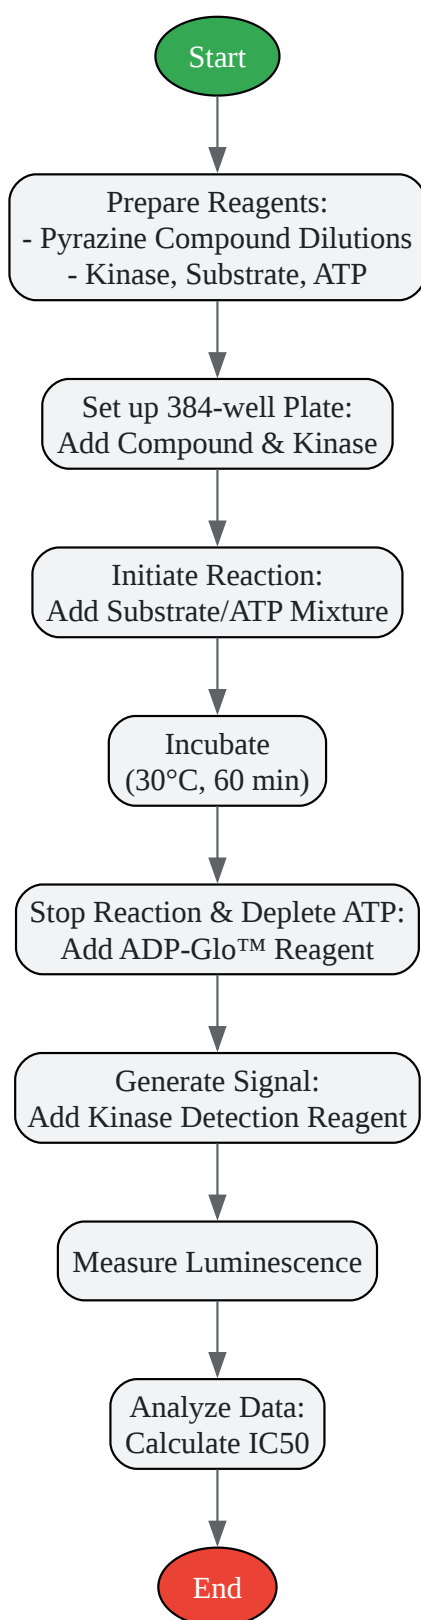 Start
Prepare Reagents:
- Pyrazine Compound Dilutions
- Kinase, Substrate, ATP
Set up 384-well Plate:
Add Compound & Kinase
Initiate Reaction:
Add Substrate/ATP Mixture
Incubate
(30°C, 60 min)
Stop Reaction & Deplete ATP:
Add ADP-Glo™ Reagent
Generate Signal:
Add Kinase Detection Reagent
Measure Luminescence
Analyze Data:
Calculate IC50
End